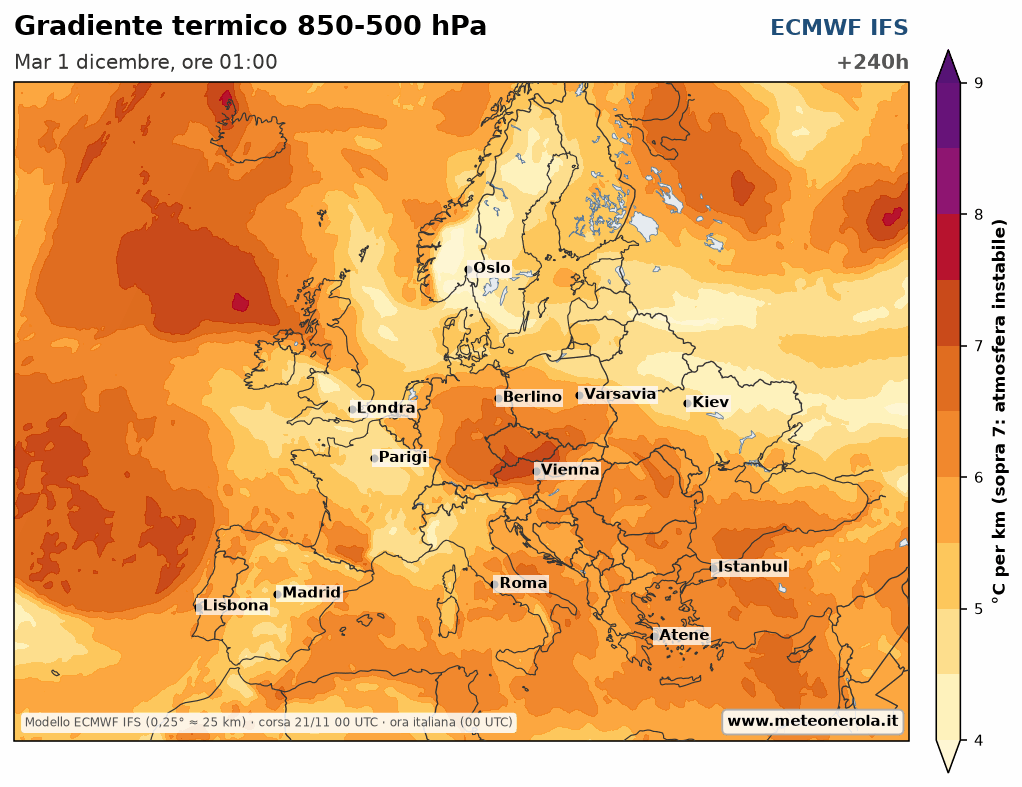 Gradiente termico 850-500 hPa
ECMWF IFS
Mar 1 dicembre, ore 01:00
+240h
9
8
7
6
5
4
°C per km (sopra 7: atmosfera instabile)
Oslo
Berlino
Varsavia
Kiev
Londra
Parigi
Vienna
Istanbul
Roma
Madrid
Lisbona
Atene
Modello ECMWF IFS (0,25° ≈ 25 km) · corsa 21/11 00 UTC · ora italiana (00 UTC)
www.meteonerola.it